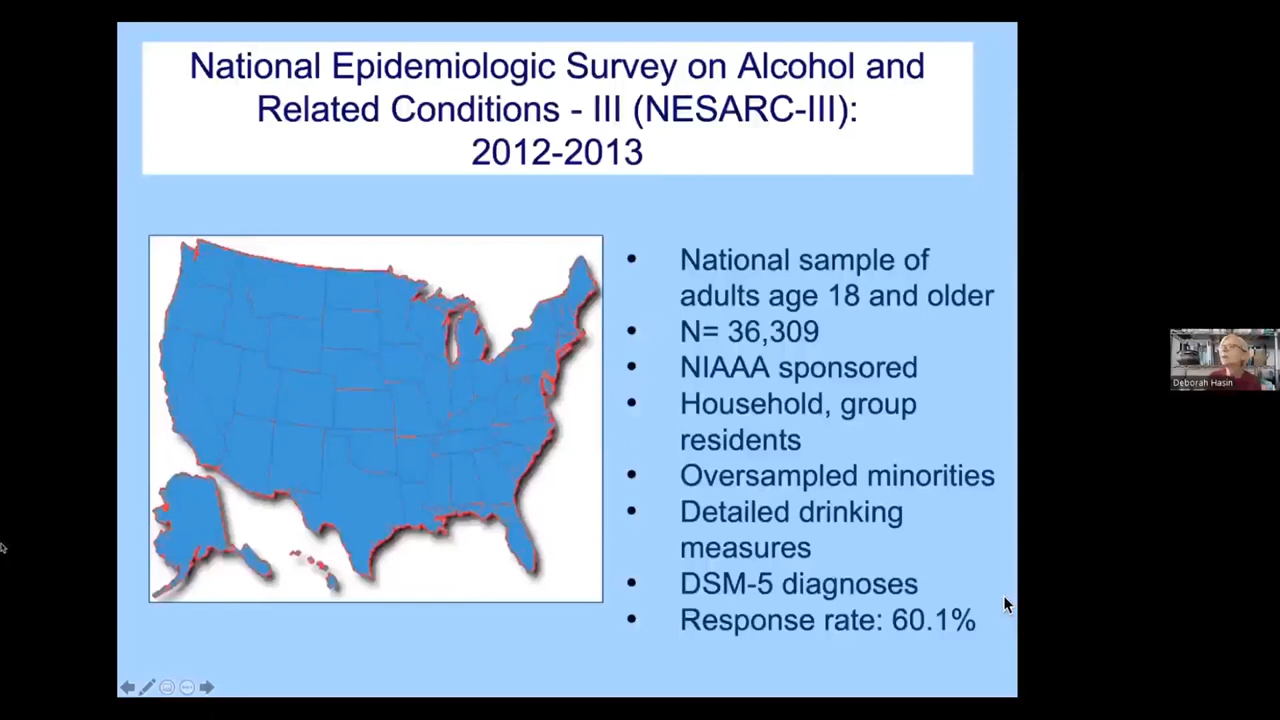 National Epidemiologic Survey on Alcohol and
Related Conditions - III (NESARC-III):
2012-2013
• National sample of
adults age 18 and older
• N= 36,309
• NIAAA sponsored
• Household, group
residents
• Oversampled minorities
• Detailed drinking
measures
• DSM-5 diagnoses
• Response rate: 60.1%
Deborah Hasin